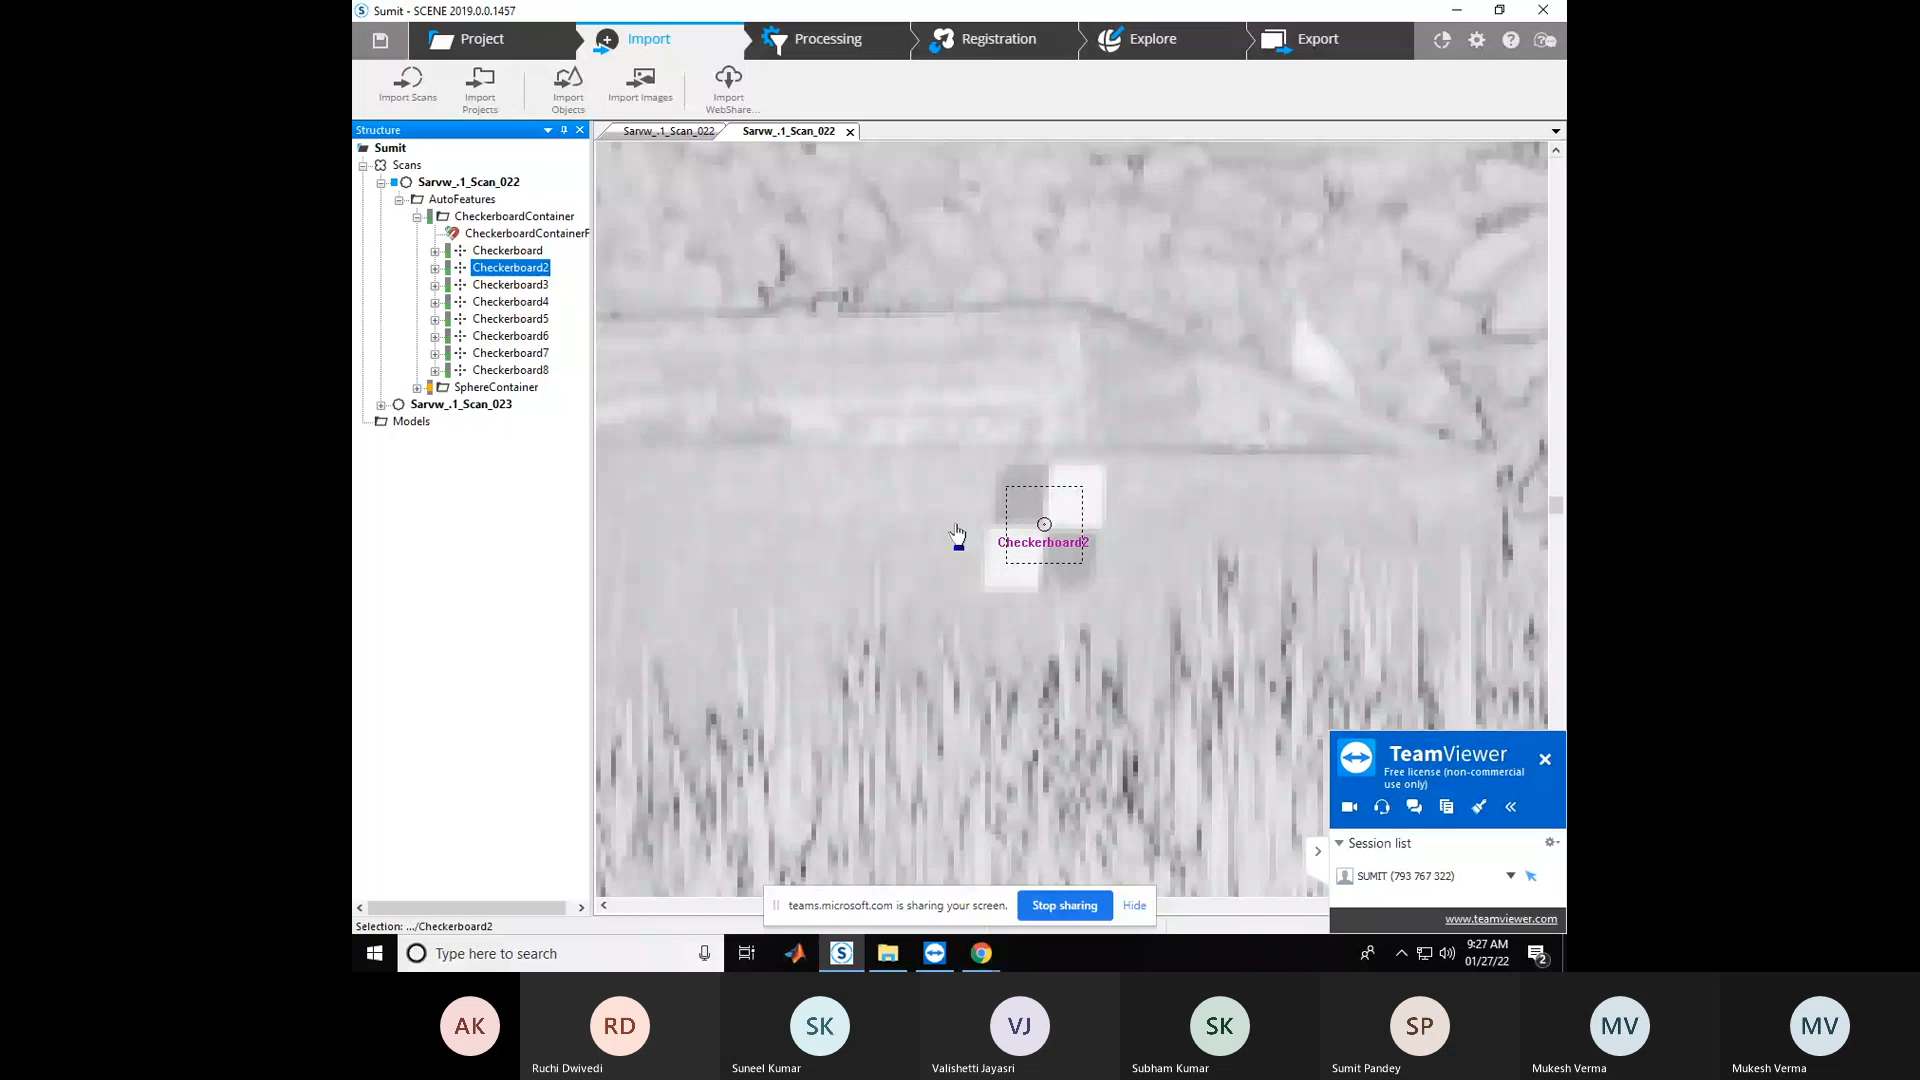 Sumit - SCENE 2019.0.0.1457
Project
Import
Processing
Registration
Explore
Export
Import Scans
Import Projects
Import Objects
Import Images
Import WebShare...
Structure
Sarvw_.1_Scan_022
Sarvw_.1_Scan_022
Sumit
Scans
Sarvw_.1_Scan_022
AutoFeatures
CheckerboardContainer
CheckerboardContainerF
Checkerboard
Checkerboard2
Checkerboard3
Checkerboard4
Checkerboard5
Checkerboard6
Checkerboard7
Checkerboard8
SphereContainer
Sarvw_.1_Scan_023
Models
Checkerboard2
TeamViewer
Free license (non-commercial
use only)
Session list
SUMIT (793 767 322)
www.teamviewer.com
teams.microsoft.com is sharing your screen.
Stop sharing
Hide
Selection: .../Checkerboard2
Type here to search
9:27 AM
01/27/22
2
AK
RD
SK
VJ
SK
SP
MV
MV
Ruchi Dwivedi
Suneel Kumar
Valishetti Jayasri
Subham Kumar
Sumit Pandey
Mukesh Verma
Mukesh Verma